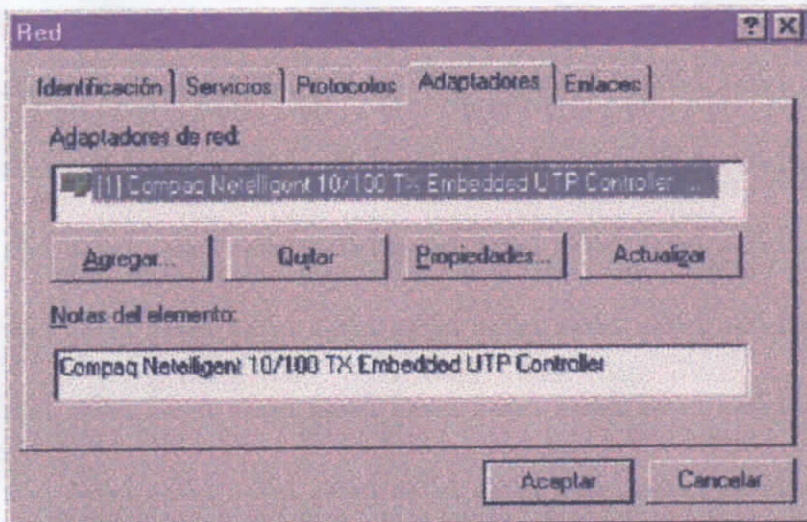 Red
Identificación Servicios Protocolos Adaptadores Enlaces
Adaptadores de red:
[1] Compaq Netelligent 10/100 TX Embedded UTP Controller ...
Agregar... Quitar Propiedades... Actualizar
Notas del elemento:
Compaq Netelligent 10/100 TX Embedded UTP Controller
Aceptar Cancelar